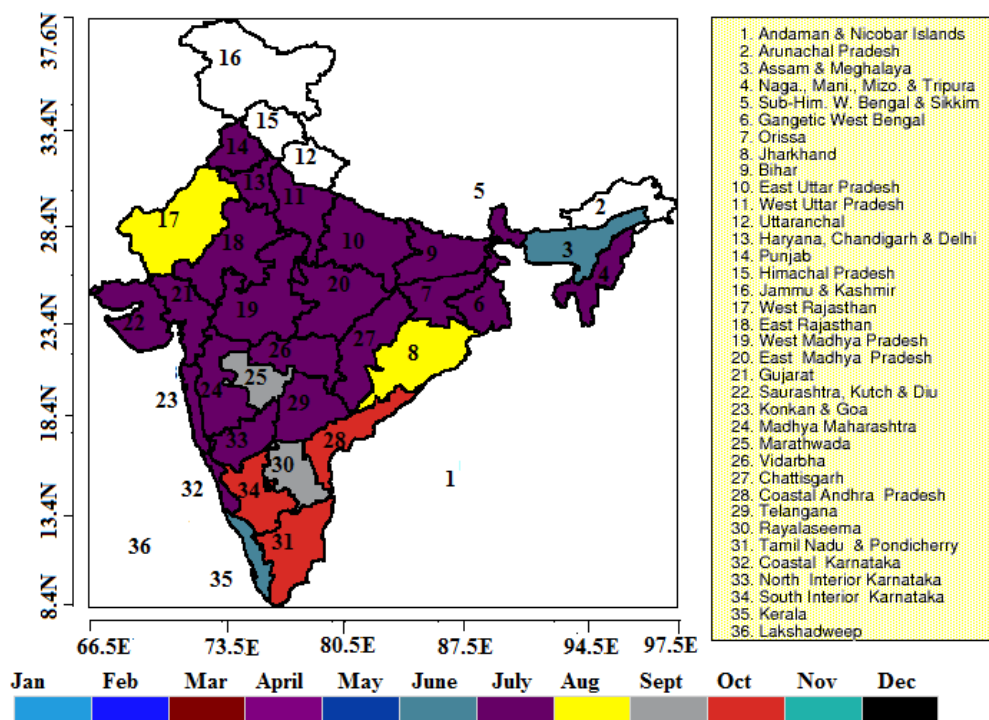 37.6N
33.4N
28.4N
23.4N
18.4N
13.4N
8.4N
16
15
14
12
13
11
5
2
17
18
10
9
3
4
20
7
6
21
19
22
27
26
8
25
24
23
29
28
33
30
1
32
34
36
31
35
66.5E 73.5E 80.5E 87.5E 94.5E 97.5E
1. Andaman & Nicobar Islands
2. Arunachal Pradesh
3. Assam & Meghalaya
4. Naga., Mani., Mizo. & Tripura
5. Sub-Him. W. Bengal & Sikkim
6. Gangetic West Bengal
7. Orissa
8. Jharkhand
9. Bihar
10. East Uttar Pradesh
11. West Uttar Pradesh
12. Uttaranchal
13. Haryana, Chandigarh & Delhi
14. Punjab
15. Himachal Pradesh
16. Jammu & Kashmir
17. West Rajasthan
18. East Rajasthan
19. West Madhya Pradesh
20. East Madhya Pradesh
21. Gujarat
22. Saurashtra, Kutch & Diu
23. Konkan & Goa
24. Madhya Maharashtra
25. Marathwada
26. Vidarbha
27. Chattisgarh
28. Coastal Andhra Pradesh
29. Telangana
30. Rayalaseema
31. Tamil Nadu & Pondicherry
32. Coastal Karnataka
33. North Interior Karnataka
34. South Interior Karnataka
35. Kerala
36. Lakshadweep
Jan Feb Mar April May June July Aug Sept Oct Nov Dec